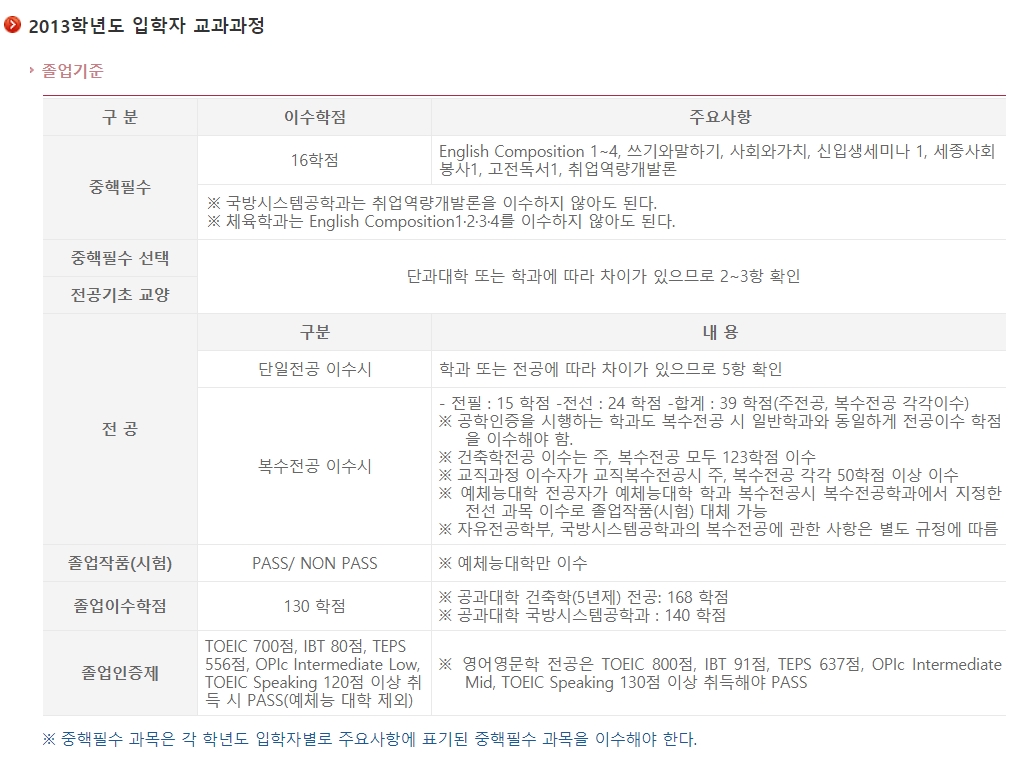 2013학년도 입학자 교과과정
졸업기준
구 분 이수학점 주요사항
중핵필수
16학점
English Composition 1~4, 쓰기와말하기, 사회와가치, 신입생세미나 1, 세종사회
봉사1, 고전독서1, 취업역량개발론
※ 국방시스템공학과는 취업역량개발론을 이수하지 않아도 된다.
※ 체육학과는 English Composition1·2·3·4를 이수하지 않아도 된다.
중핵필수 선택
전공기초 교양
단과대학 또는 학과에 따라 차이가 있으므로 2~3항 확인
전 공
구분 내 용
단일전공 이수시 학과 또는 전공에 따라 차이가 있으므로 5항 확인
복수전공 이수시
- 전필 : 15 학점 -전선 : 24 학점 -합계 : 39 학점(주전공, 복수전공 각각이수)
※ 공학인증을 시행하는 학과도 복수전공 시 일반학과와 동일하게 전공이수 학점
을 이수해야 함.
※ 건축학전공 이수는 주, 복수전공 모두 123학점 이수
※ 교직과정 이수자가 교직복수전공시 주, 복수전공 각각 50학점 이상 이수
※ 예체능대학 전공자가 예체능대학 학과 복수전공시 복수전공학과에서 지정한
전선 과목 이수로 졸업작품(시험) 대체 가능
※ 자유전공학부, 국방시스템공학과의 복수전공에 관한 사항은 별도 규정에 따름
졸업작품(시험) PASS/ NON PASS ※ 예체능대학만 이수
졸업이수학점 130 학점
※ 공과대학 건축학(5년제) 전공: 168 학점
※ 공과대학 국방시스템공학과 : 140 학점
졸업인증제
TOEIC 700점, IBT 80점, TEPS
556점, OPIc Intermediate Low,
TOEIC Speaking 120점 이상 취
득 시 PASS(예체능 대학 제외)
※ 영어영문학 전공은 TOEIC 800점, IBT 91점, TEPS 637점, OPIc Intermediate
Mid, TOEIC Speaking 130점 이상 취득해야 PASS
※ 중핵필수 과목은 각 학년도 입학자별로 주요사항에 표기된 중핵필수 과목을 이수해야 한다.